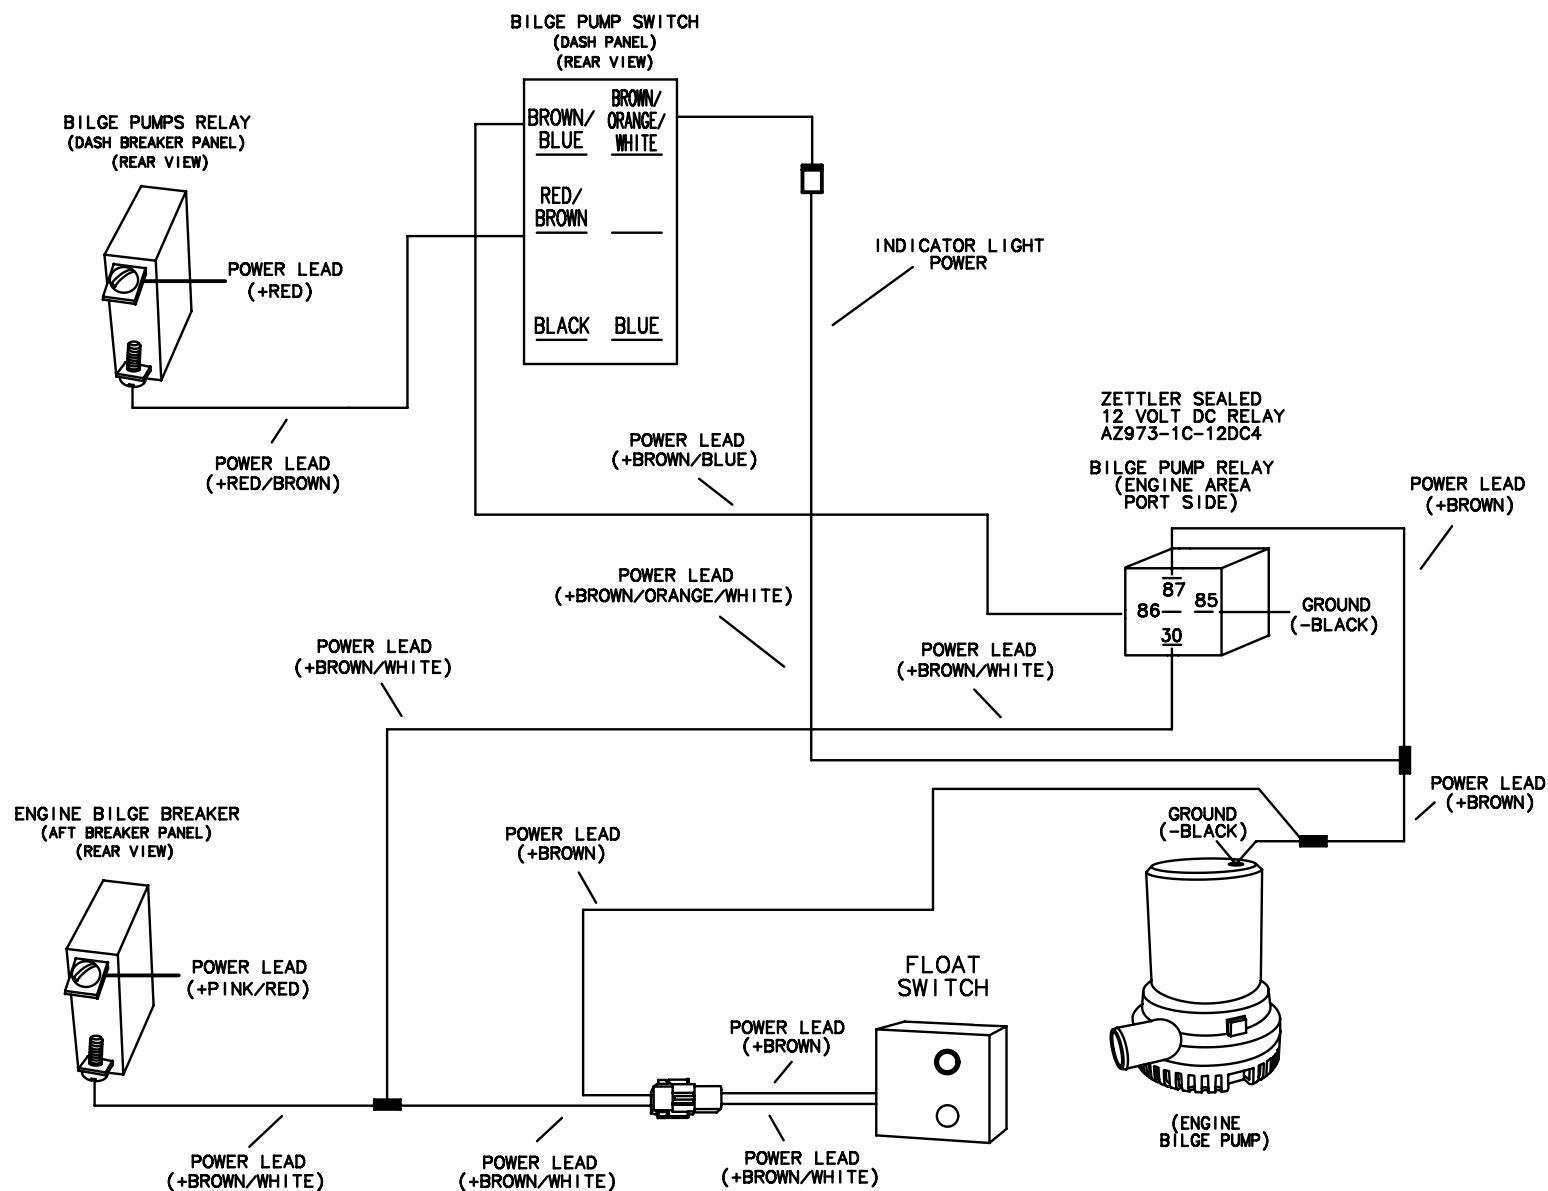 BILGE PUMP SWITCH
(DASH PANEL)
(REAR VIEW)
BROWN/
BLUE
BROWN/
ORANGE/
WHITE
RED/
BROWN
BLACK
BLUE
BILGE PUMPS RELAY
(DASH BREAKER PANEL)
(REAR VIEW)
POWER LEAD
(+RED)
POWER LEAD
(+RED/BROWN)
INDICATOR LIGHT
POWER
POWER LEAD
(+BROWN/BLUE)
ZETTLER SEALED
12 VOLT DC RELAY
AZ973-1C-12DC4
BILGE PUMP RELAY
(ENGINE AREA
PORT SIDE)
POWER LEAD
(+BROWN)
87
86
85
30
GROUND
(-BLACK)
POWER LEAD
(+BROWN/ORANGE/WHITE)
POWER LEAD
(+BROWN/WHITE)
POWER LEAD
(+BROWN/WHITE)
POWER LEAD
(+BROWN)
ENGINE BILGE BREAKER
(AFT BREAKER PANEL)
(REAR VIEW)
POWER LEAD
(+PINK/RED)
POWER LEAD
(+BROWN)
GROUND
(-BLACK)
FLOAT
SWITCH
POWER LEAD
(+BROWN)
(ENGINE
BILGE PUMP)
POWER LEAD
(+BROWN/WHITE)
POWER LEAD
(+BROWN/WHITE)
POWER LEAD
(+BROWN/WHITE)